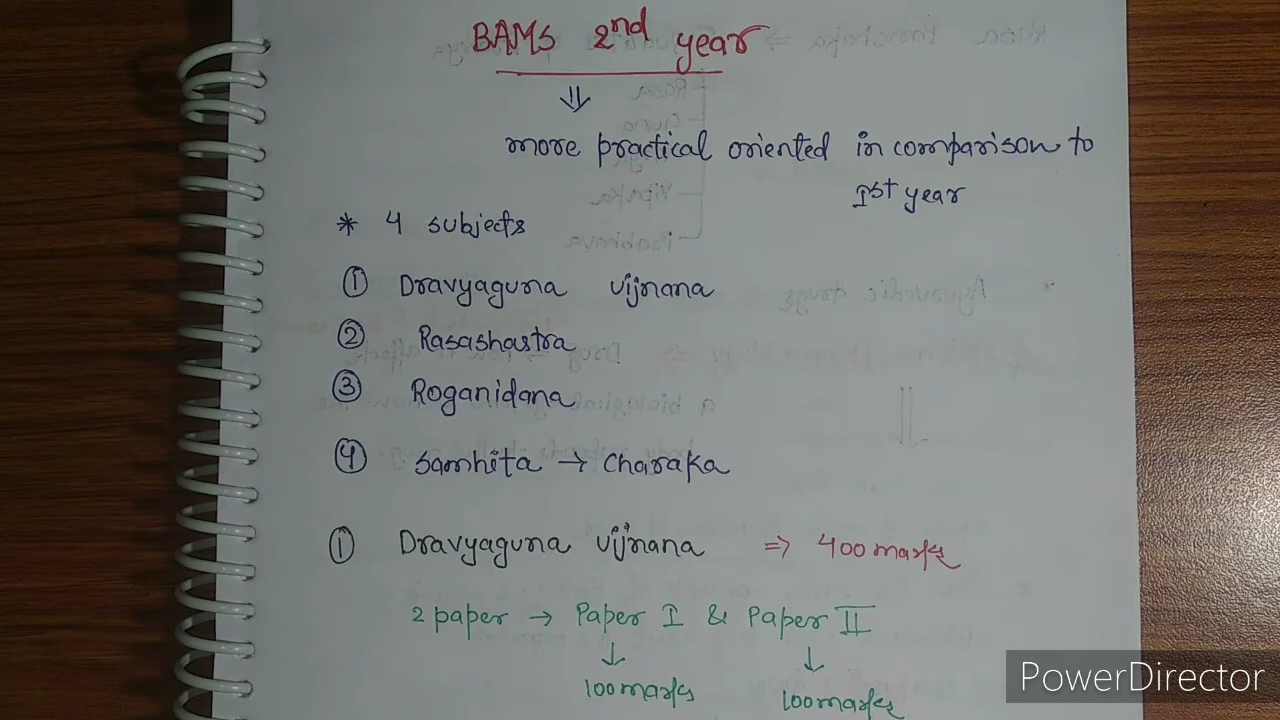 BAMS 2nd year
⇓
more practical oriented in comparison to
Ist year
* 4 subjects
① Dravyaguna Vijnana
② Rasashastra
③ Roganidana
④ Samhita → Charaka
① Dravyaguna Vijnana ⇒ 400 marks
2 paper → Paper I & Paper II
↓ ↓
100 marks 100 marks
PowerDirector